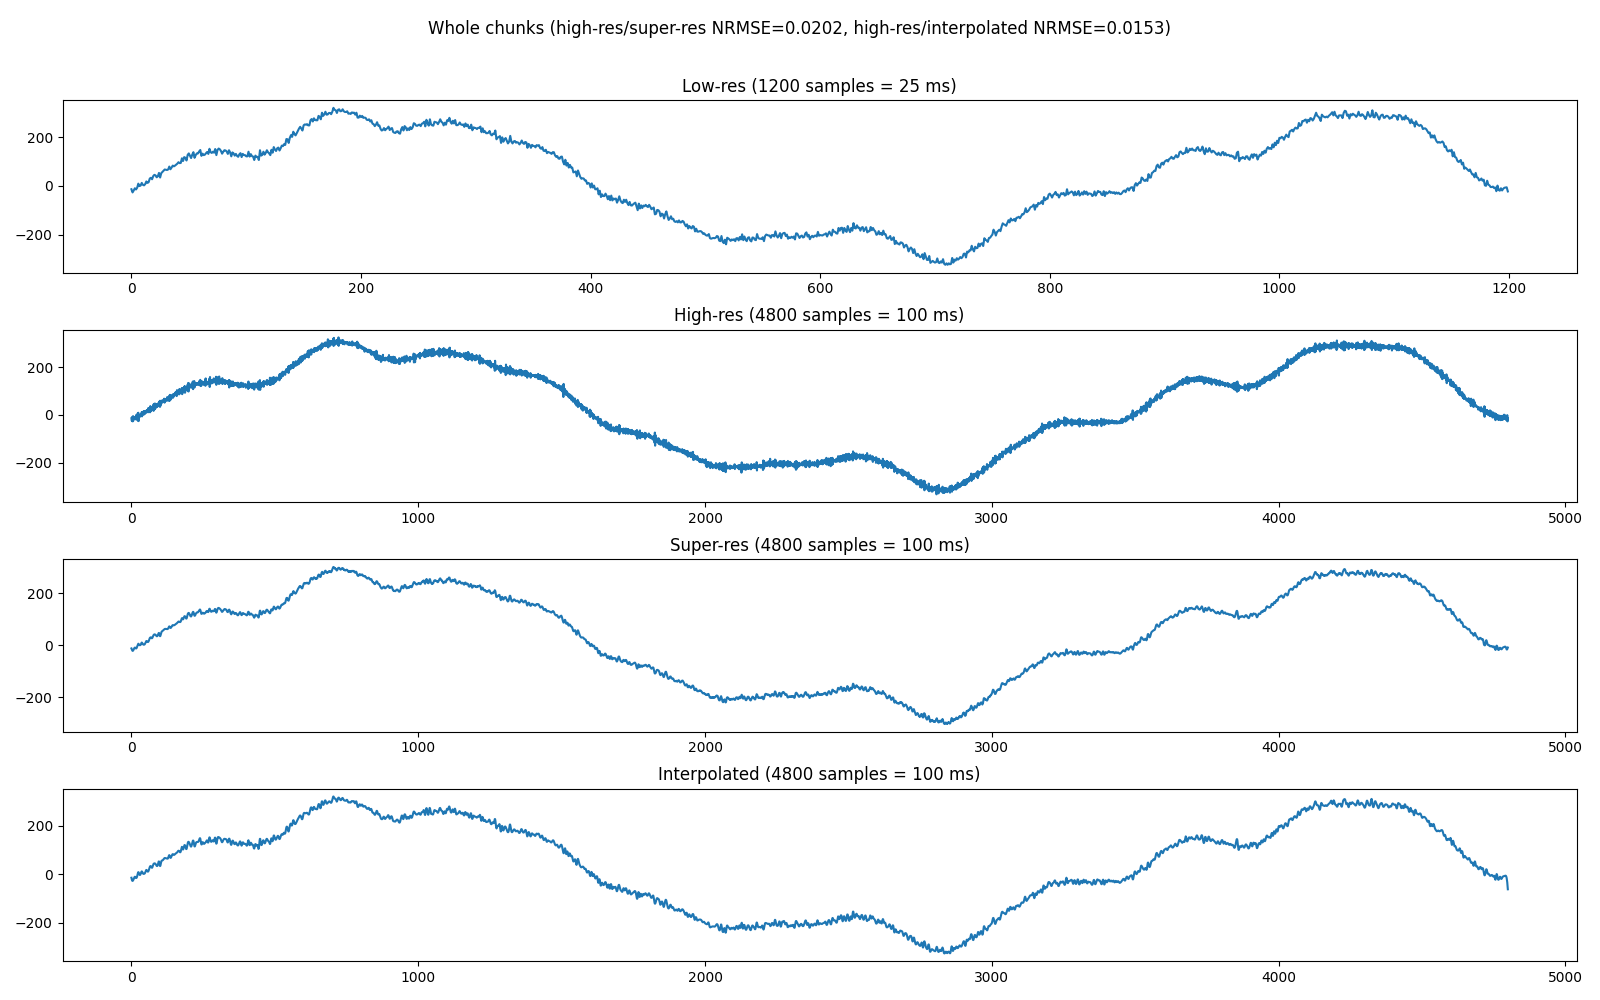 Whole chunks (high-res/super-res NRMSE=0.0202, high-res/interpolated NRMSE=0.0153)
Low-res (1200 samples = 25 ms)
200
0
−200
0 200 400 600 800 1000 1200
High-res (4800 samples = 100 ms)
200
0
−200
0 1000 2000 3000 4000 5000
Super-res (4800 samples = 100 ms)
200
0
−200
0 1000 2000 3000 4000 5000
Interpolated (4800 samples = 100 ms)
200
0
−200
0 1000 2000 3000 4000 5000